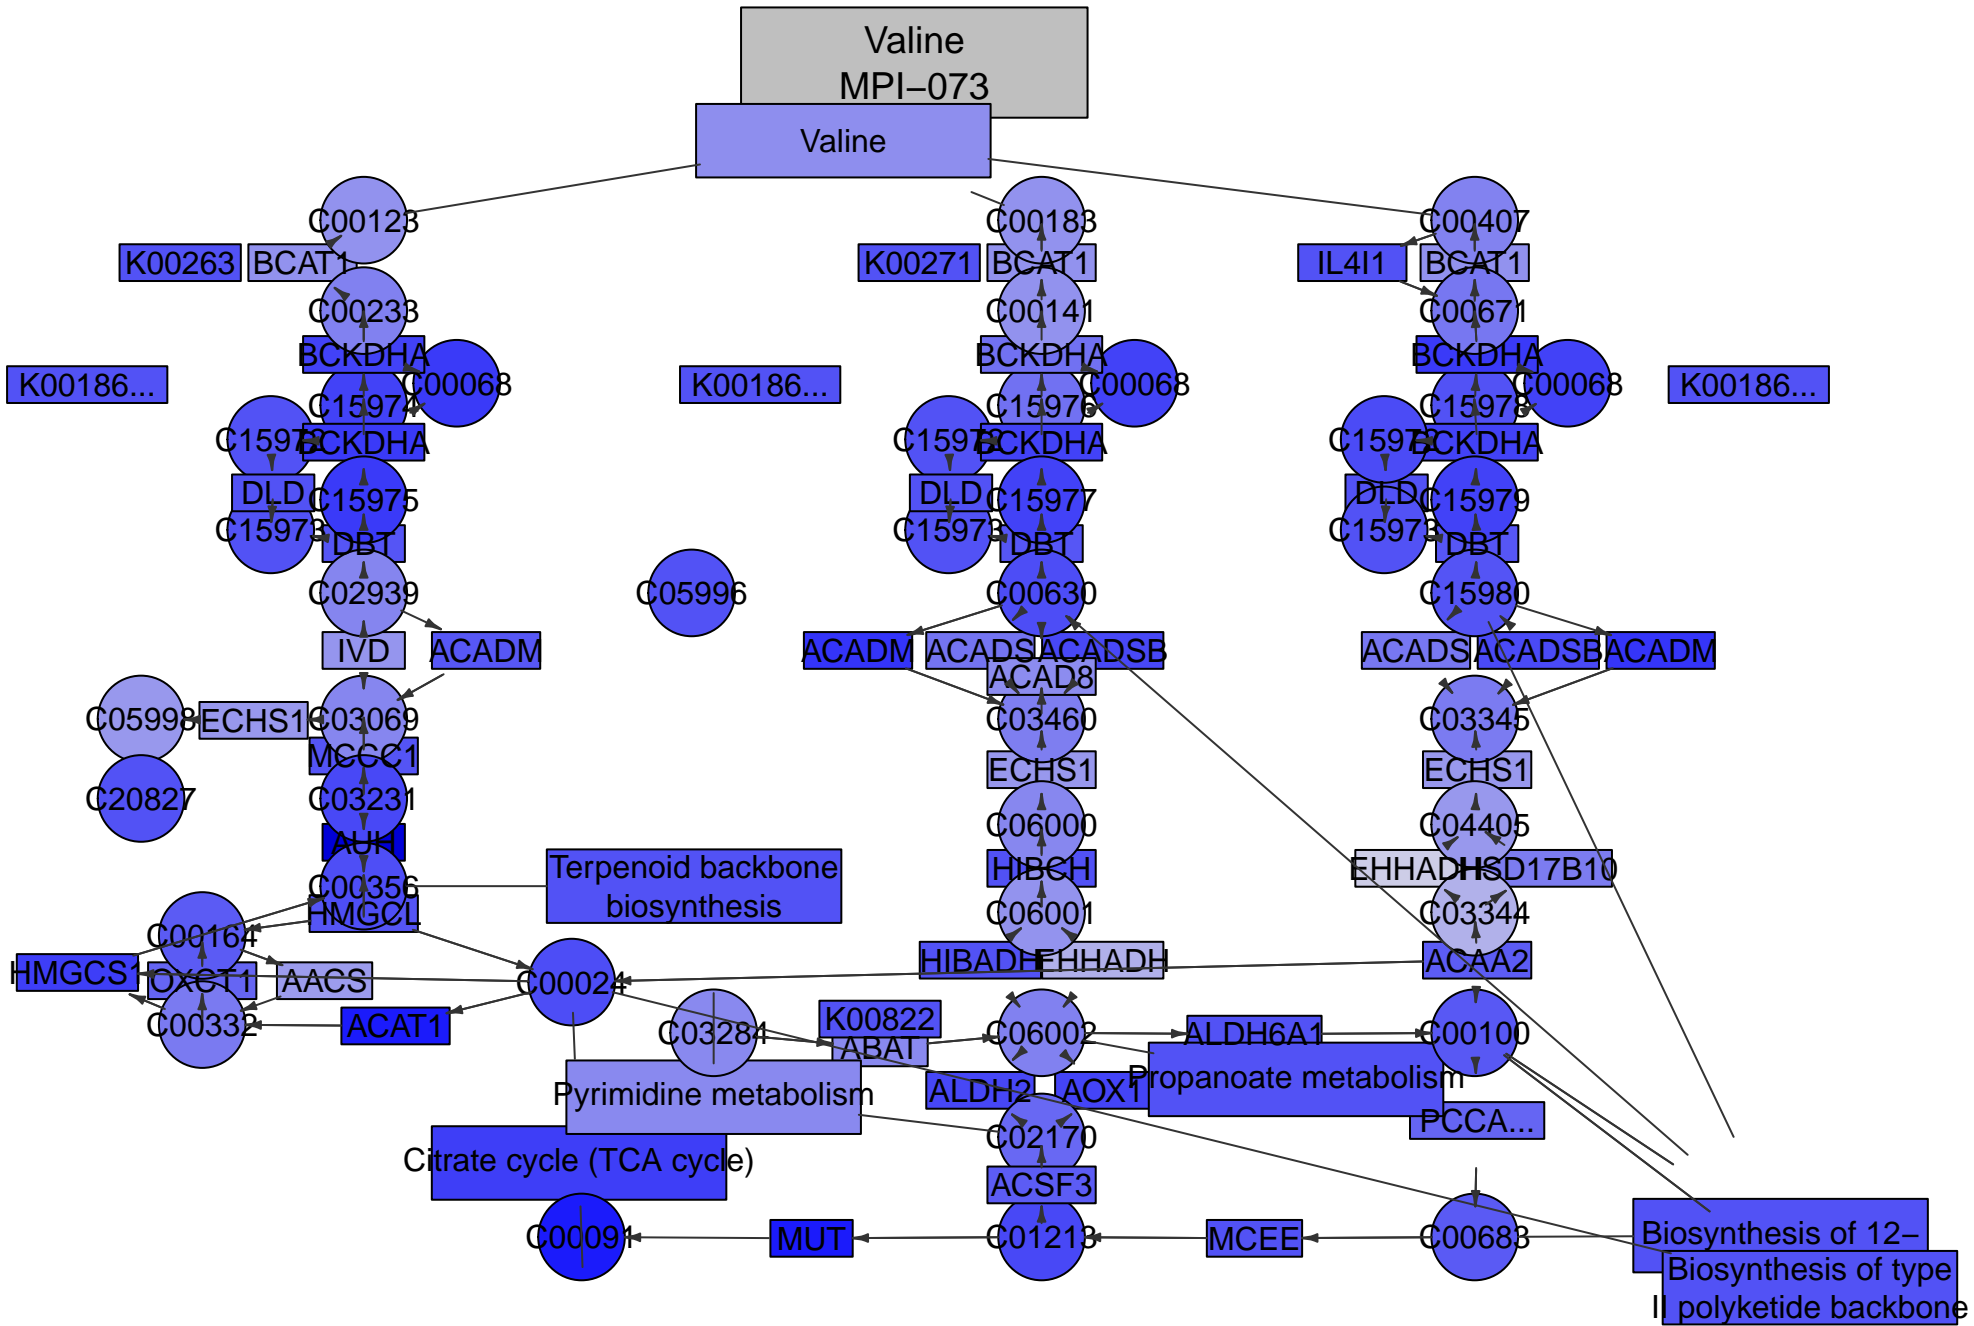 Valine
MPI−073
Valine
C00123
C00183
C00407
K00263
BCAT1
K00271
BCAT1
IL4I1
BCAT1
C00233
C00141
C00671
BCKDHA
BCKDHA
BCKDHA
K00186...
C00068
K00186...
C00068
C00068
K00186...
C15974
C15976
C15978
C15972
BCKDHA
C15972
BCKDHA
C15972
BCKDHA
DLD
C15975
DLD
C15977
DLD
C15979
C15973
DBT
C15973
DBT
C15973
DBT
C02939
C05996
C00630
C15980
IVD
ACADM
ACADM
ACADS
ACADSB
ACADS
ACADSB
ACADM
ACAD8
C05998
ECHS1
C03069
C03460
C03345
MCCC1
ECHS1
ECHS1
C20827
C03231
C06000
C04405
AUH
Terpenoid backbone
biosynthesis
HIBCH
EHHADH
HSD17B10
C00356
HMGCL
C06001
C03344
C00164
HMGCS1
OXCT1
AACS
C00024
HIBADH
EHHADH
ACAA2
C00332
ACAT1
C03284
K00822
ABAT
C06002
ALDH6A1
C00100
Pyrimidine metabolism
ALDH2
AOX1
Propanoate metabolism
PCCA...
C02170
Citrate cycle (TCA cycle)
ACSF3
C00091
MUT
C01213
MCEE
C00683
Biosynthesis of 12−
Biosynthesis of type
II polyketide backbone